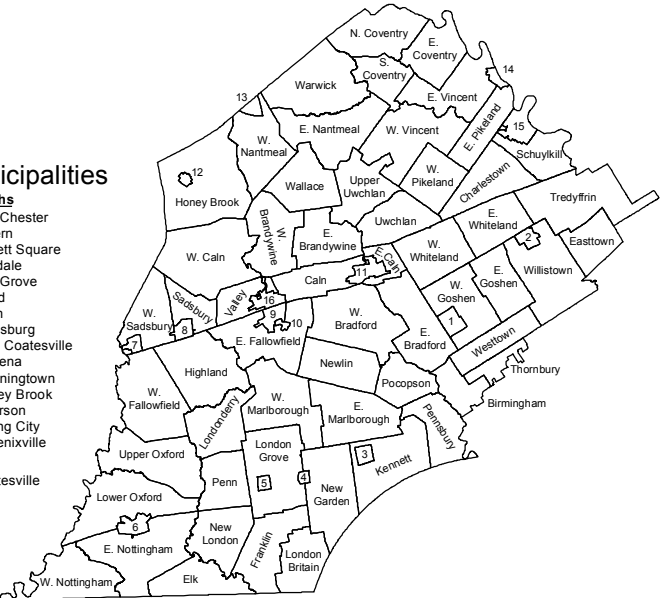 icipalities
hs
Chester
ern
ett Square
dale
Grove
d
n
sburg
Coatesville
ena
ningtown
ey Brook
rson
ng City
enixville
tesville
N. Coventry
E. Coventry
S. Coventry
14
Warwick
13
E. Vincent
E. Nantmeal
W. Vincent
E. Pikeland
15
W. Nantmeal
Schuylkill
12
Honey Brook
Wallace
Upper Uwchlan
W. Pikeland
Charlestown
Tredyffrin
W. Brandywine
E. Brandywine
Uwchlan
E. Whiteland
2
Easttown
W. Caln
E. Caln
W. Whiteland
Willistown
Caln
11
W. Goshen
E. Goshen
Valley
16
Sadsbury
W. Sadsbury
9
10
W. Bradford
1
7
8
E. Fallowfield
E. Bradford
Westtown
Thornbury
Highland
Newlin
Pocopson
Birmingham
W. Fallowfield
Londonderry
W. Marlborough
E. Marlborough
Pennsbury
Upper Oxford
London Grove
3
Kennett
Penn
5
4
New Garden
Lower Oxford
6
New London
Franklin
London Britain
E. Nottingham
W. Nottingham
Elk